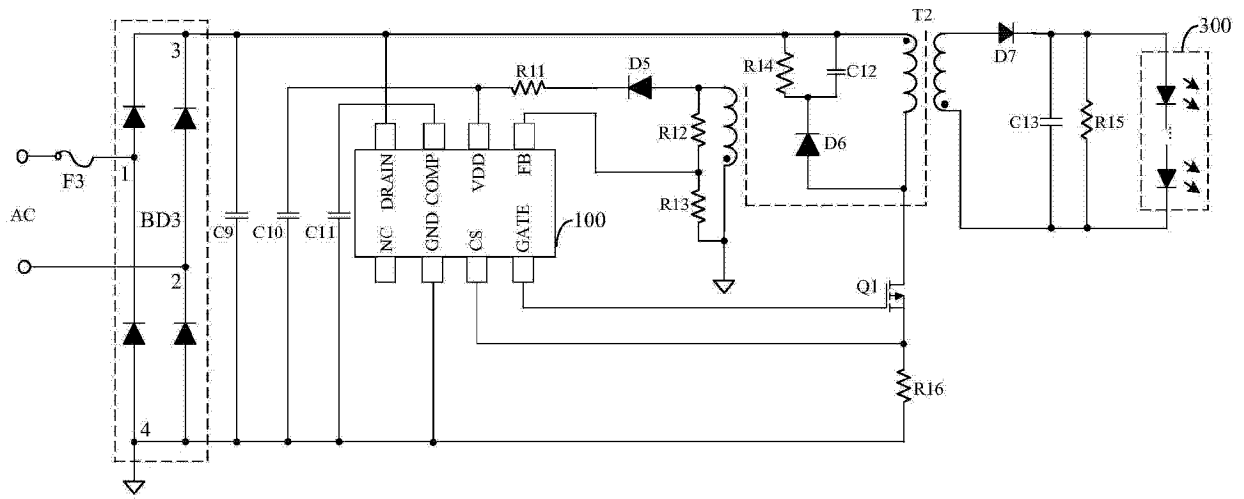 T2
300
3
R14
C12
D7
R11
D5
R12
D6
C13
R15
F3
1
DRAIN
COMP
VDD
FB
AC
BD3
C9
C10
C11
R13
100
NC
GND
CS
GATE
2
Q1
R16
4